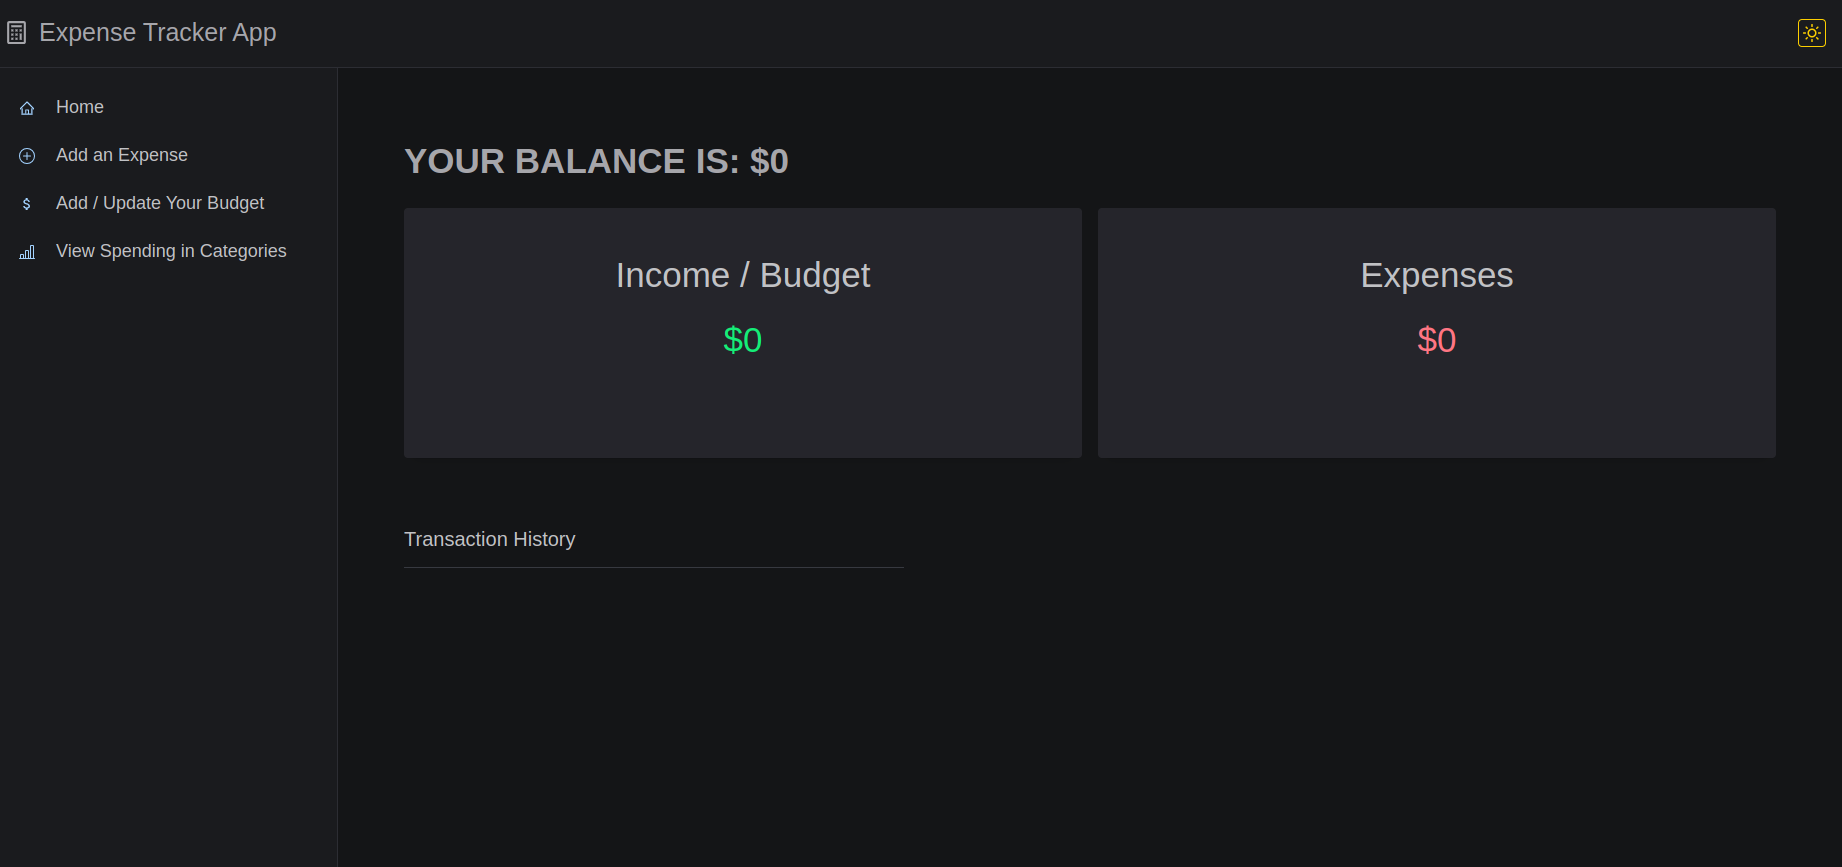 Expense Tracker App
Home
Add an Expense
Add / Update Your Budget
View Spending in Categories
YOUR BALANCE IS: $0
Income / Budget
$0
Expenses
$0
Transaction History